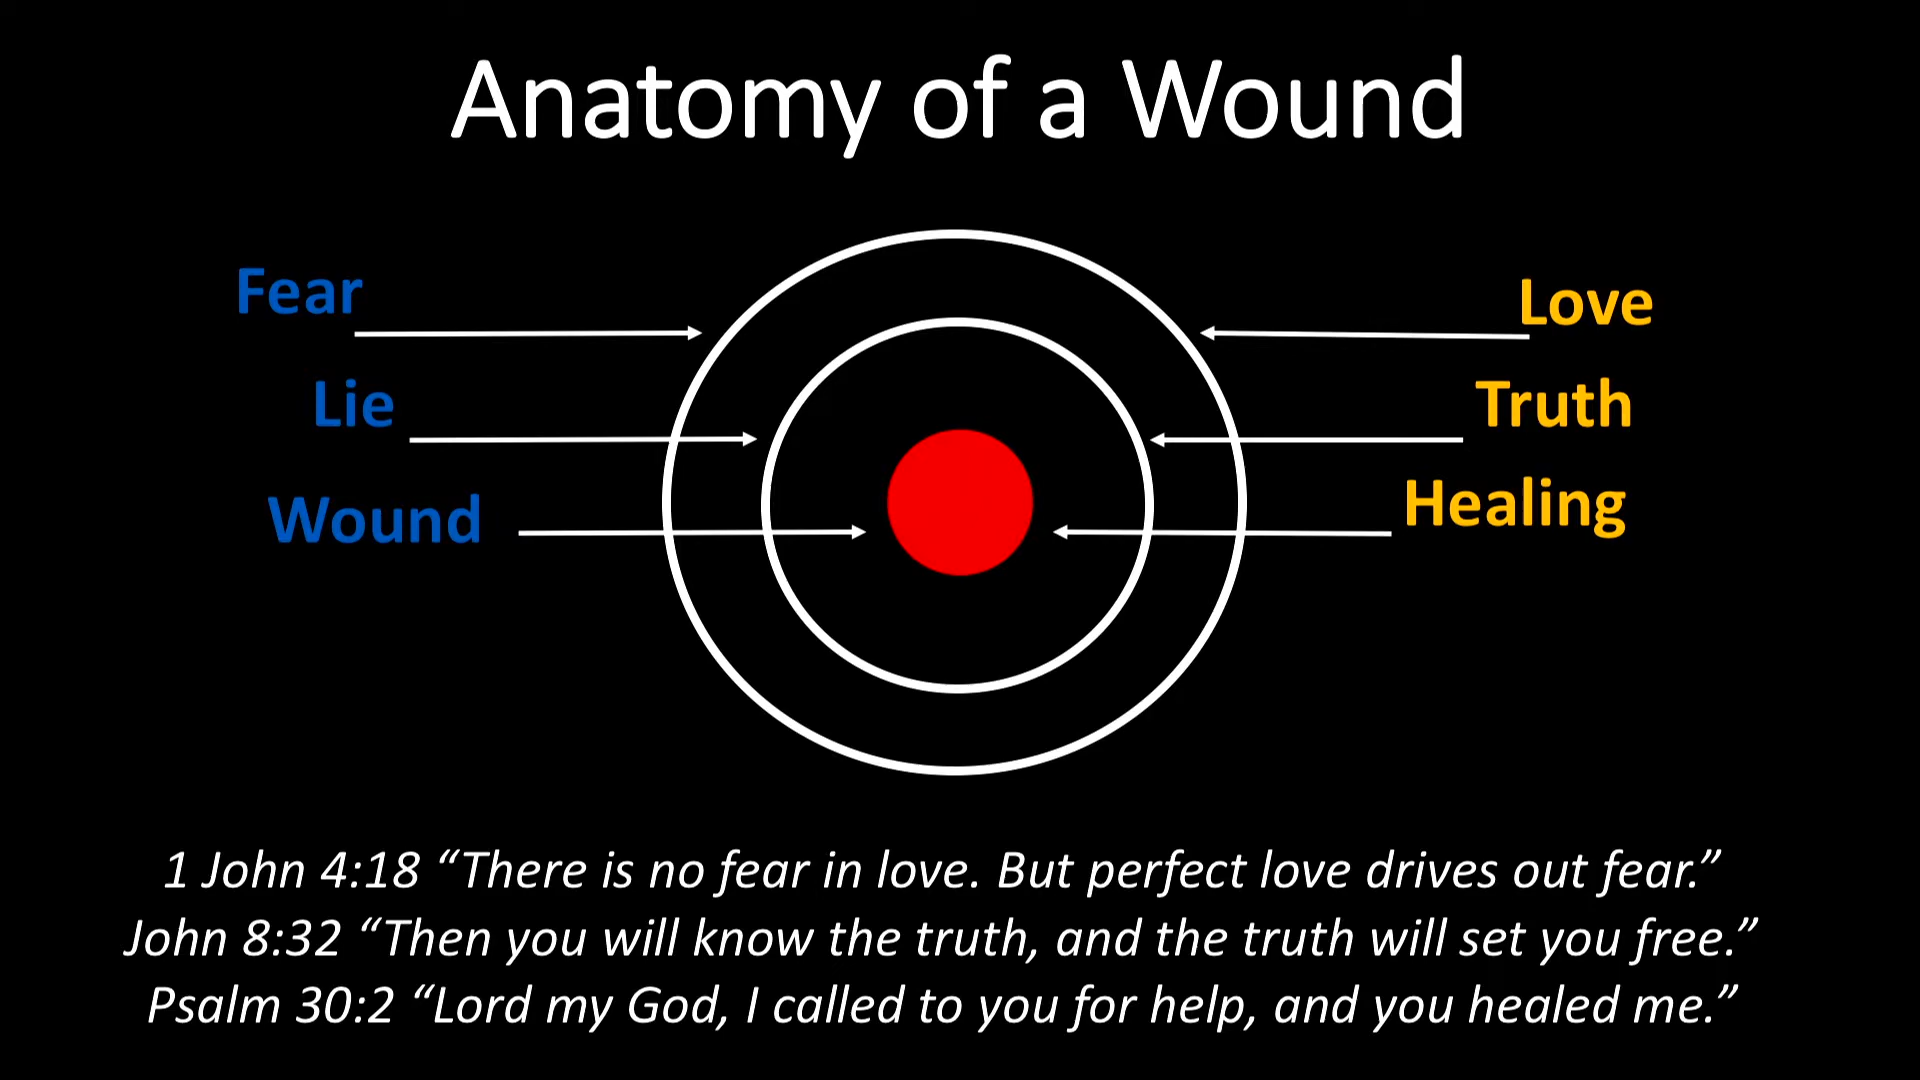 Anatomy of a Wound
Fear
Love
Lie
Truth
Wound
Healing
1 John 4:18 “There is no fear in love. But perfect love drives out fear.”
John 8:32 “Then you will know the truth, and the truth will set you free.”
Psalm 30:2 “Lord my God, I called to you for help, and you healed me.”